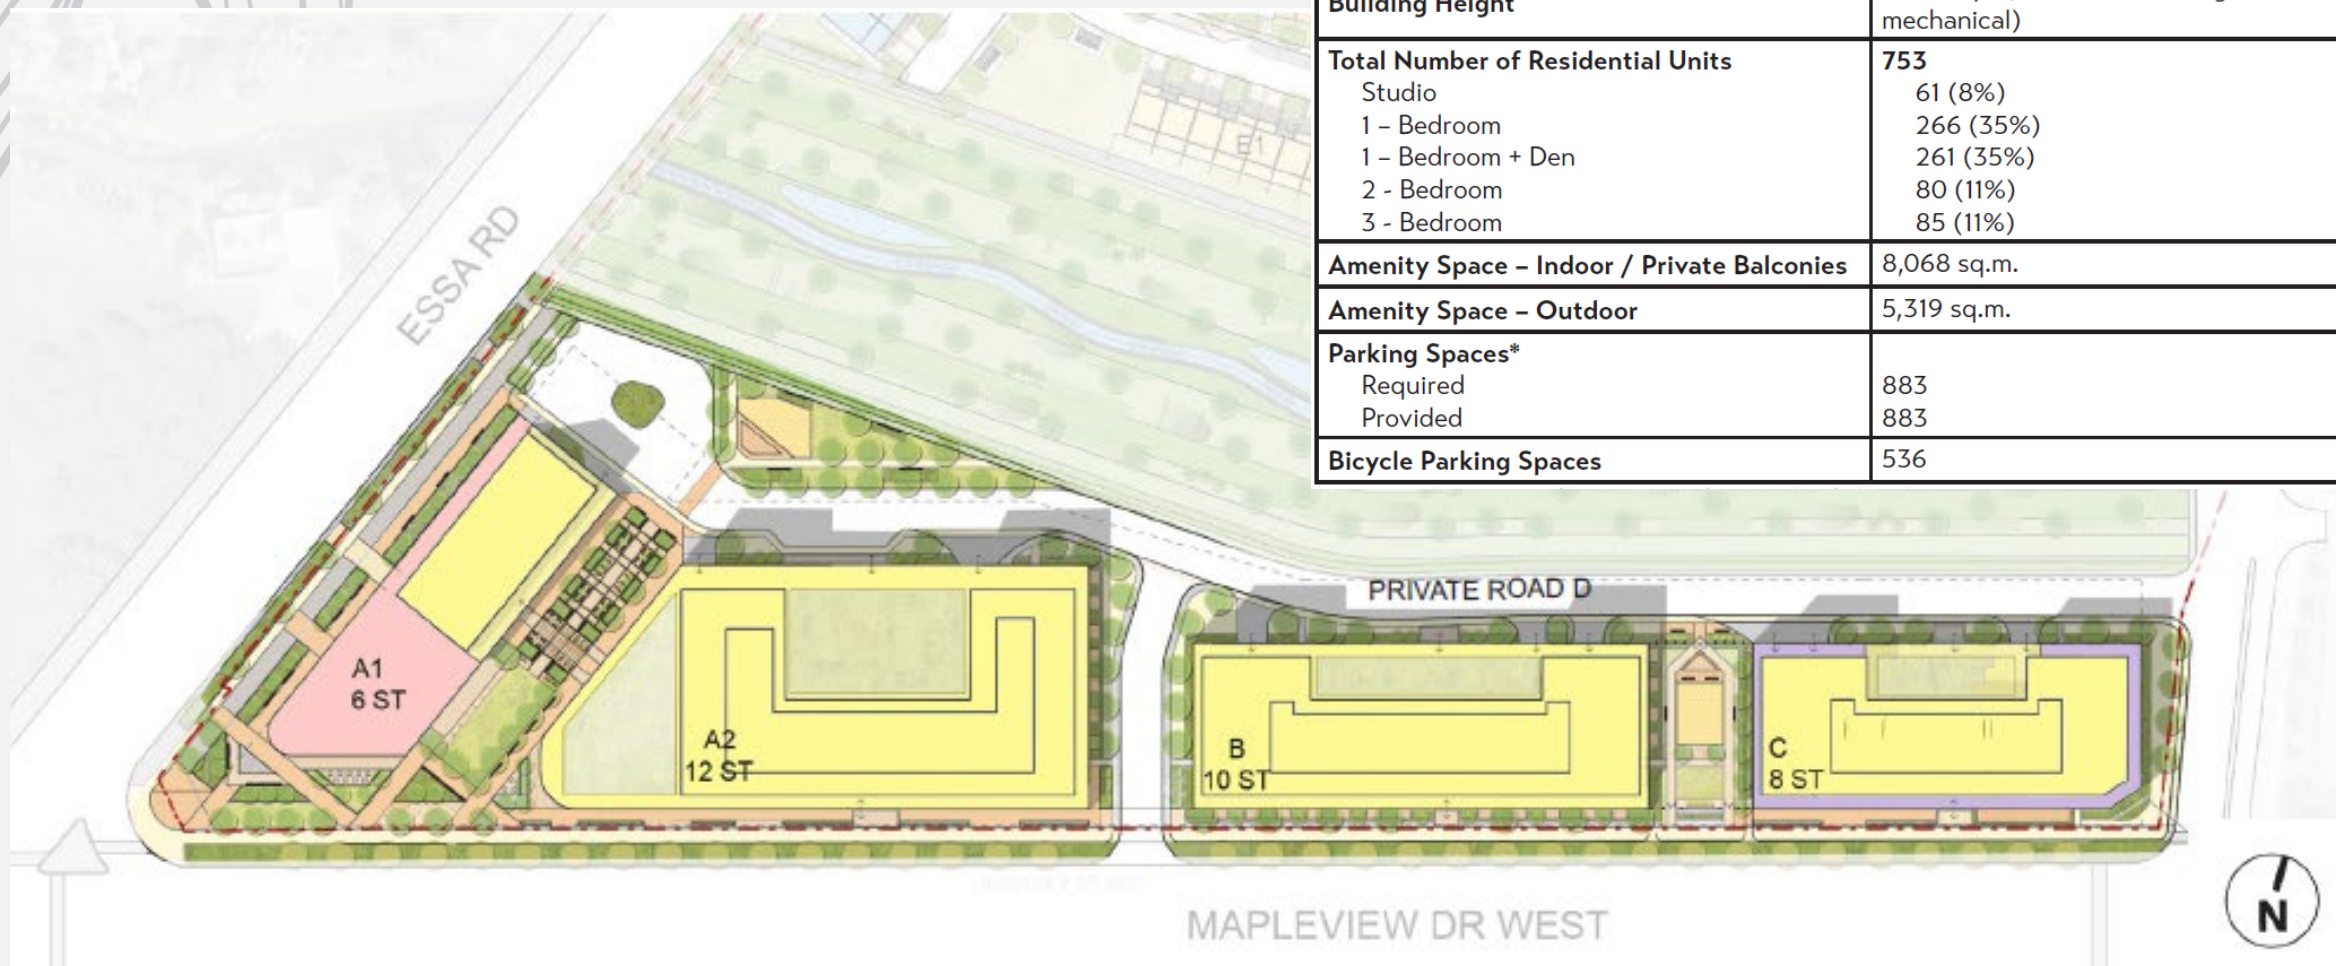 Building Height
mechanical)
Total Number of Residential Units 753
Studio 61 (8%)
1 – Bedroom 266 (35%)
1 – Bedroom + Den 261 (35%)
2 - Bedroom 80 (11%)
3 - Bedroom 85 (11%)
Amenity Space – Indoor / Private Balconies 8,068 sq.m.
Amenity Space – Outdoor 5,319 sq.m.
Parking Spaces*
Required 883
Provided 883
Bicycle Parking Spaces 536
E1
ESSA RD
PRIVATE ROAD D
A1
6 ST
A2
12 ST
B
10 ST
C
8 ST
MAPLEVIEW DR WEST
N